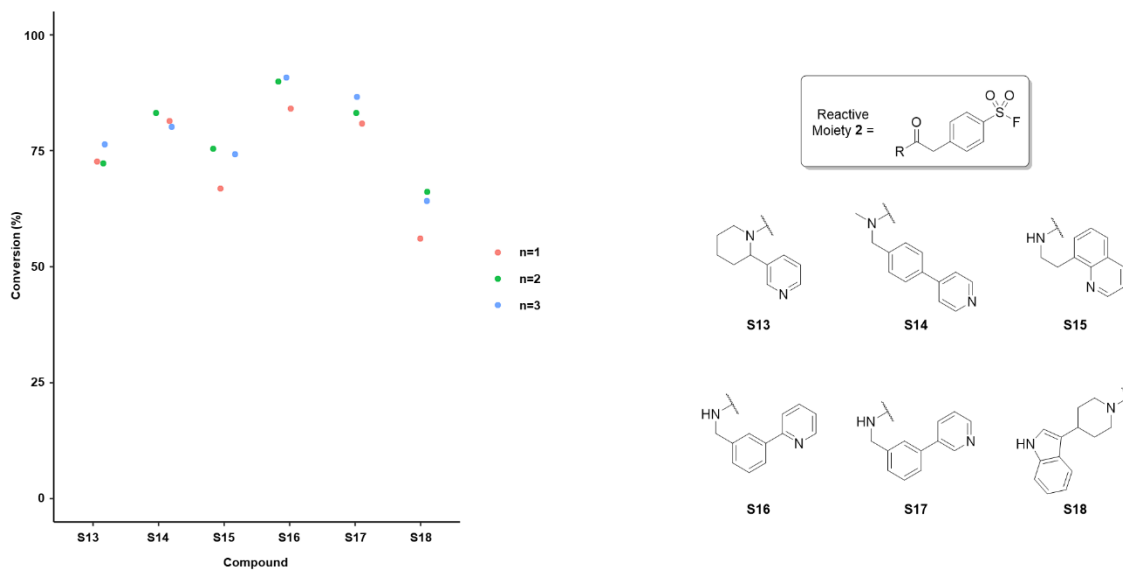 100
75
50
25
0
Conversion (%)
S13 S14 S15 S16 S17 S18
Compound
n=1
n=2
n=3
Reactive
Moiety 2 =
O
R
O O
S
F
N
N
S13
N
N
S14
HN
N
S15
HN
N
S16
HN
N
S17
HN
N
S18